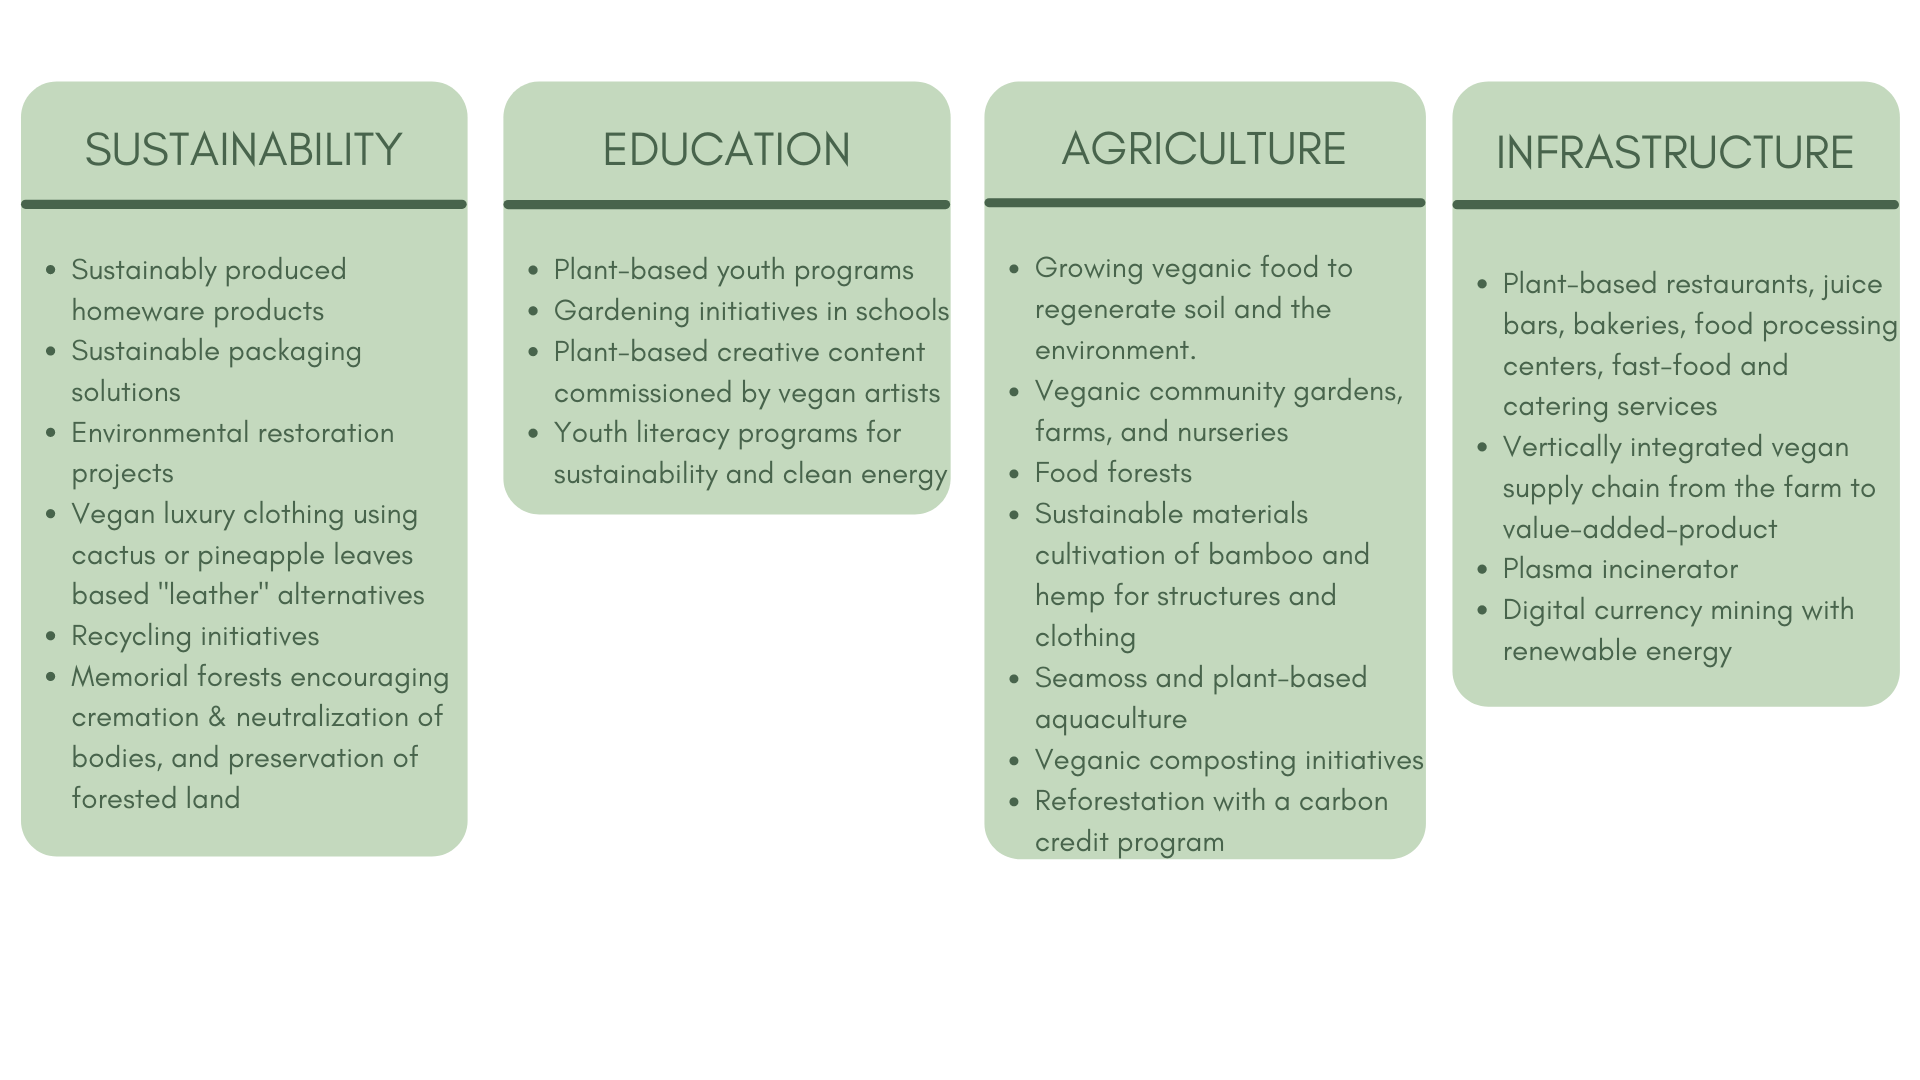 SUSTAINABILITY
• Sustainably produced
homeware products
• Sustainable packaging
solutions
• Environmental restoration
projects
• Vegan luxury clothing using
cactus or pineapple leaves
based "leather" alternatives
• Recycling initiatives
• Memorial forests encouraging
cremation & neutralization of
bodies, and preservation of
forested land
EDUCATION
• Plant-based youth programs
• Gardening initiatives in schools
• Plant-based creative content
commissioned by vegan artists
• Youth literacy programs for
sustainability and clean energy
AGRICULTURE
• Growing veganic food to
regenerate soil and the
environment.
• Veganic community gardens,
farms, and nurseries
• Food forests
• Sustainable materials
cultivation of bamboo and
hemp for structures and
clothing
• Seamoss and plant-based
aquaculture
• Veganic composting initiatives
• Reforestation with a carbon
credit program
INFRASTRUCTURE
• Plant-based restaurants, juice
bars, bakeries, food processing
centers, fast-food and
catering services
• Vertically integrated vegan
supply chain from the farm to
value-added-product
• Plasma incinerator
• Digital currency mining with
renewable energy